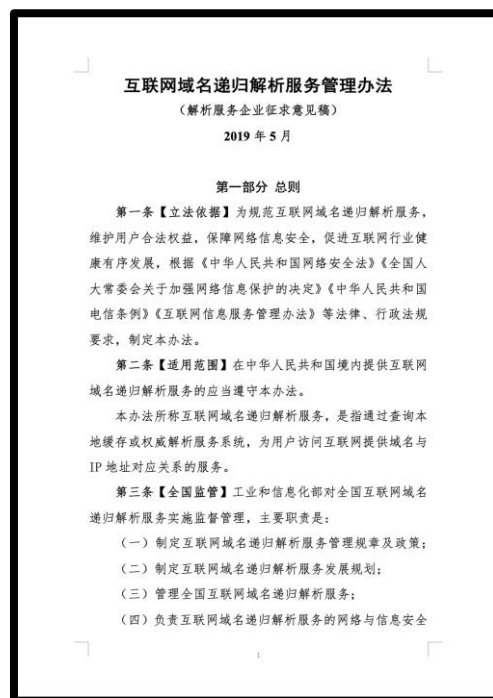 互联网域名递归解析服务管理办法
（解析服务企业征求意见稿）
2019 年 5 月
第一部分 总则
第一条【立法依据】为规范互联网域名递归解析服务，
维护用户合法权益，保障网络信息安全，促进互联网行业健
康有序发展，根据《中华人民共和国网络安全法》《全国人
大常委会关于加强网络信息保护的决定》《中华人民共和国
电信条例》《互联网信息服务管理办法》等法律、行政法规
要求，制定本办法。
第二条【适用范围】在中华人民共和国境内提供互联网
域名递归解析服务的应当遵守本办法。
本办法所称互联网域名递归解析服务，是指通过查询本
地缓存或权威解析服务系统，为用户访问互联网提供域名与
IP 地址对应关系的服务。
第三条【全国监管】工业和信息化部对全国互联网域名
递归解析服务实施监督管理，主要职责是：
（一）制定互联网域名递归解析服务管理规章及政策；
（二）制定互联网域名递归解析服务发展规划；
（三）管理全国互联网域名递归解析服务；
（四）负责互联网域名递归解析服务的网络与信息安全
1